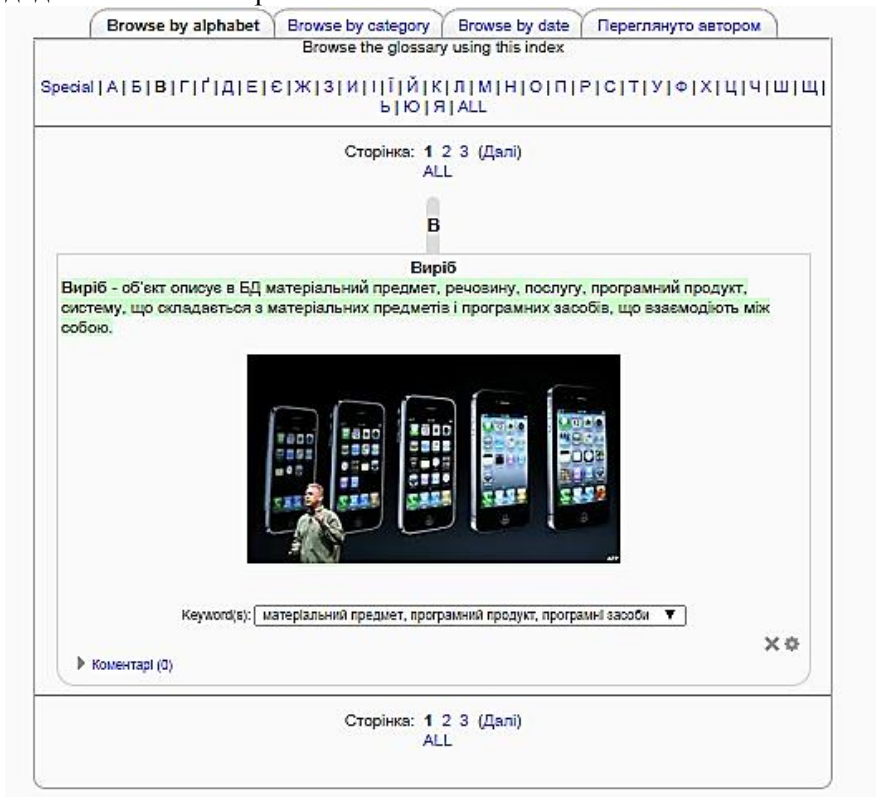 Browse by alphabet Browse by category Browse by date Переглянуто автором
Browse the glossary using this index
Special | А | Б | В | Г | Ґ | Д | Е | Є | Ж | З | И | І | Ї | Й | К | Л | М | Н | О | П | Р | С | Т | У | Ф | Х | Ц | Ч | Ш | Щ |
Ь | Ю | Я | ALL
Сторінка: 1 2 3 (Далі)
ALL
В
Виріб
Виріб - об'єкт описує в БД матеріальний предмет, речовину, послугу, програмний продукт,
систему, що складається з матеріальних предметів і програмних засобів, що взаємодіють між
собою.
AFP
Keyword(s): матеріальний предмет, програмний продукт, програмні засоби
Коментарі (0)
Сторінка: 1 2 3 (Далі)
ALL